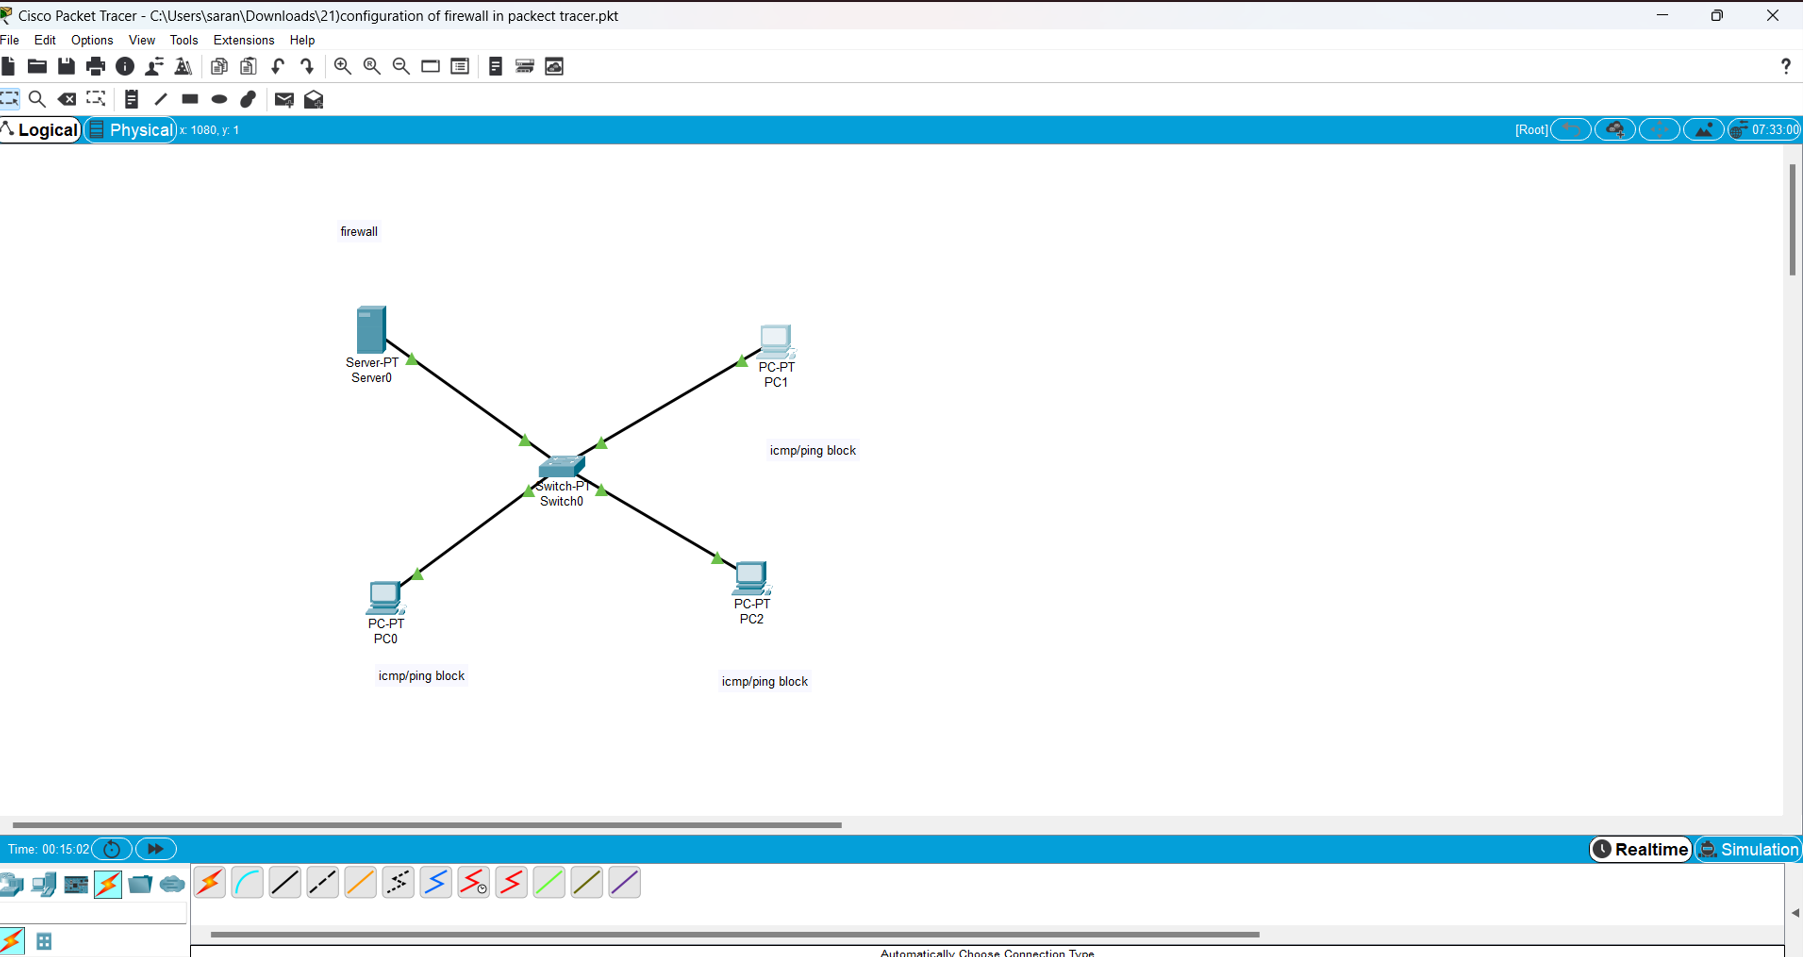 Cisco Packet Tracer - C:\Users\saran\Downloads\21)configuration of firewall in packect tracer.pkt
File Edit Options View Tools Extensions Help
?
Logical Physical x: 1080, y: 1 [Root] 07:33:00
firewall
Server-PT
Server0
PC-PT
PC1
icmp/ping block
Switch-PT
Switch0
PC-PT
PC2
PC-PT
PC0
icmp/ping block
icmp/ping block
Time: 00:15:02 Realtime Simulation
Automatically Choose Connection Type